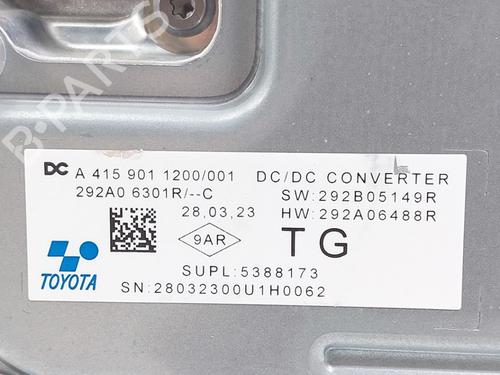 B-PARTS
DC A 415 901 1200/001 DC/DC CONVERTER
292A0 6301R/--C SW:292B05149R
28,03,23 HW:292A06488R
9AR TG
TOYOTA
SUPL:5388173
SN:28032300U1H0062